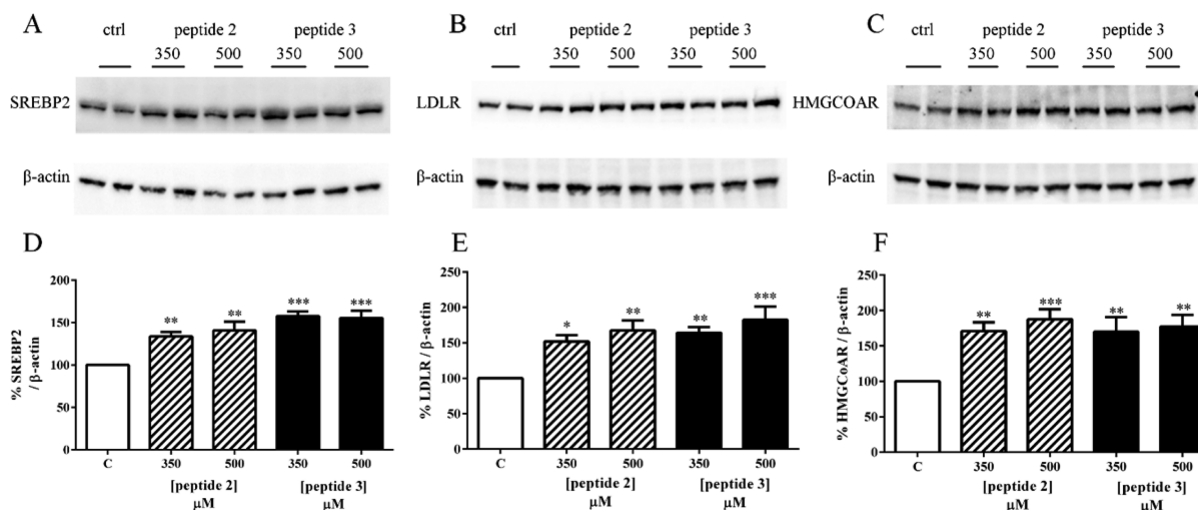 A
ctrl peptide 2 peptide 3
350 500 350 500
SREBP2
β-actin
B
ctrl peptide 2 peptide 3
350 500 350 500
LDLR
β-actin
C
ctrl peptide 2 peptide 3
350 500 350 500
HMGCOAR
β-actin
D
% SREBP2
/ β-actin
200
150
100
50
0
** ** *** ***
C 350 500 350 500
[peptide 2] [peptide 3]
μM μM
E
% LDLR / β-actin
250
200
150
100
50
0
* ** ** ***
C 350 500 350 500
[peptide 2] [peptide 3]
μM μM
F
% HMGCoAR / β-actin
250
200
150
100
50
0
** *** ** **
C 350 500 350 500
[peptide 2] [peptide 3]
μM μM